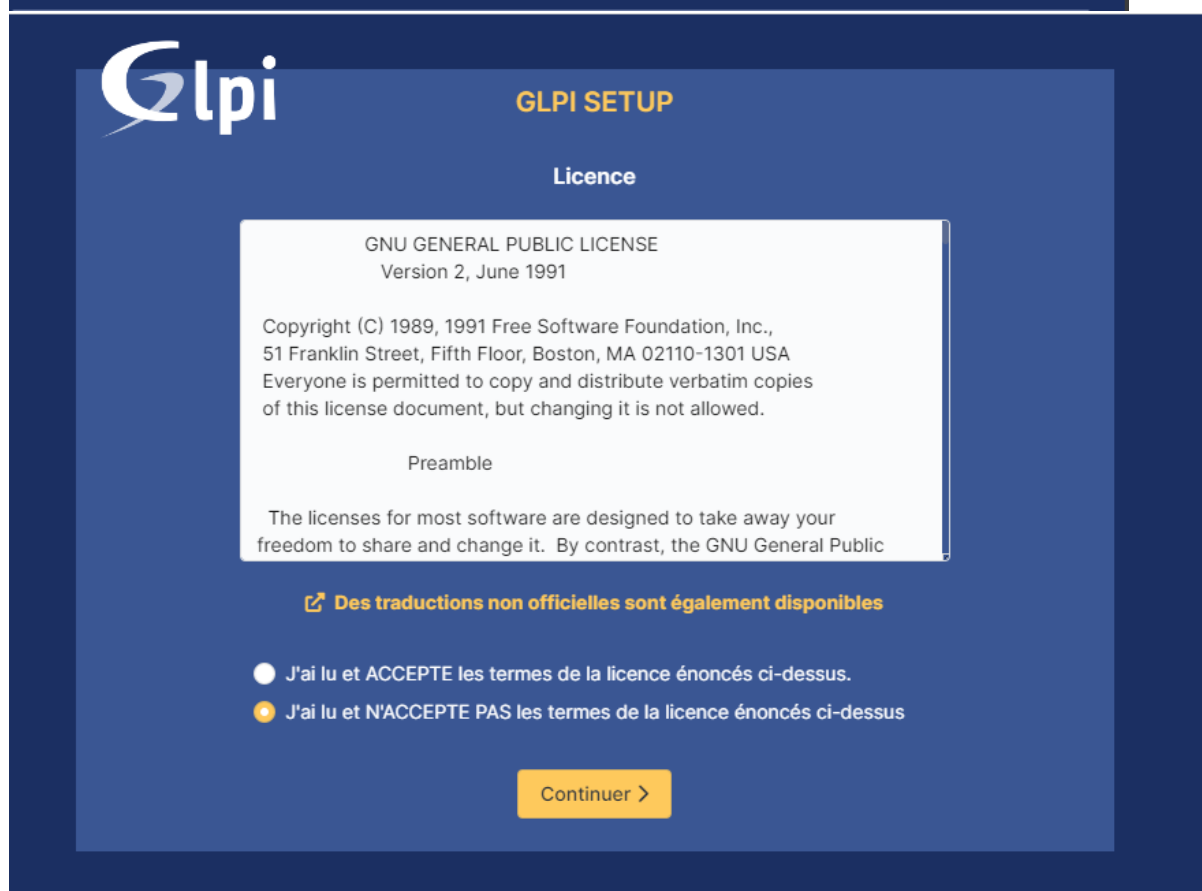 Glpi
GLPI SETUP
Licence
GNU GENERAL PUBLIC LICENSE
Version 2, June 1991
Copyright (C) 1989, 1991 Free Software Foundation, Inc.,
51 Franklin Street, Fifth Floor, Boston, MA 02110-1301 USA
Everyone is permitted to copy and distribute verbatim copies
of this license document, but changing it is not allowed.
Preamble
The licenses for most software are designed to take away your
freedom to share and change it.  By contrast, the GNU General Public
Des traductions non officielles sont également disponibles
J'ai lu et ACCEPTE les termes de la licence énoncés ci-dessus.
J'ai lu et N'ACCEPTE PAS les termes de la licence énoncés ci-dessus
Continuer >